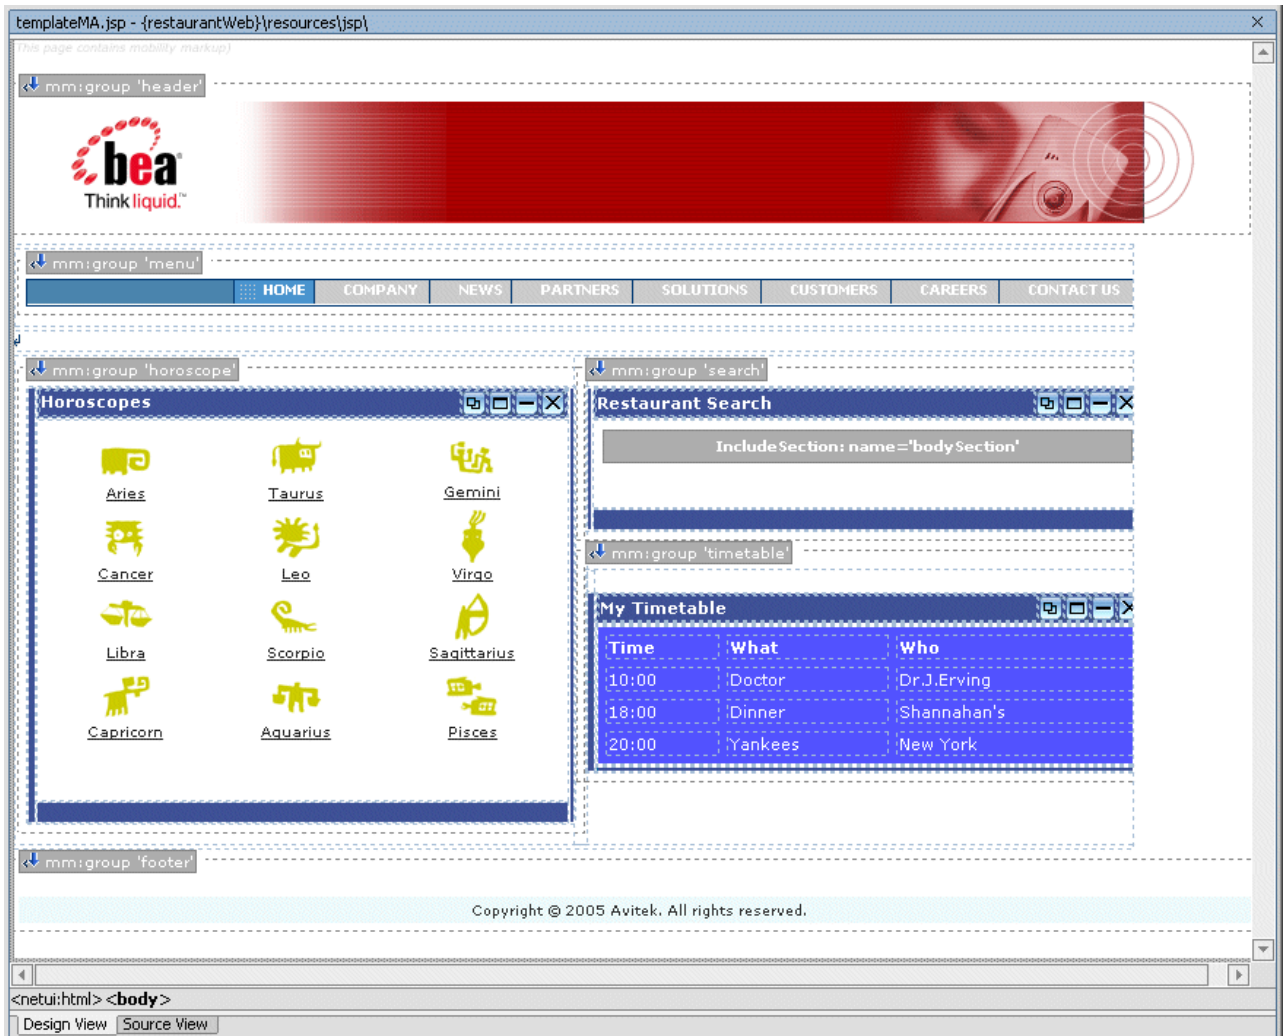 templateMA.jsp - {restaurantWeb}\resources\jsp\
This page contains mobility markup)
mm:group 'header'
bea
Think liquid.™
mm:group 'menu'
HOME COMPANY NEWS PARTNERS SOLUTIONS CUSTOMERS CAREERS CONTACT US
mm:group 'horoscope'
Horoscopes
Aries Taurus Gemini
Cancer Leo Virgo
Libra Scorpio Sagittarius
Capricorn Aquarius Pisces
mm:group 'search'
Restaurant Search
IncludeSection: name='bodySection'
mm:group 'timetable'
My Timetable
Time What Who
10:00 Doctor Dr.J.Erving
18:00 Dinner Shannahan's
20:00 Yankees New York
mm:group 'footer'
Copyright © 2005 Avitek. All rights reserved.
<netui:html> <body>
Design View Source View